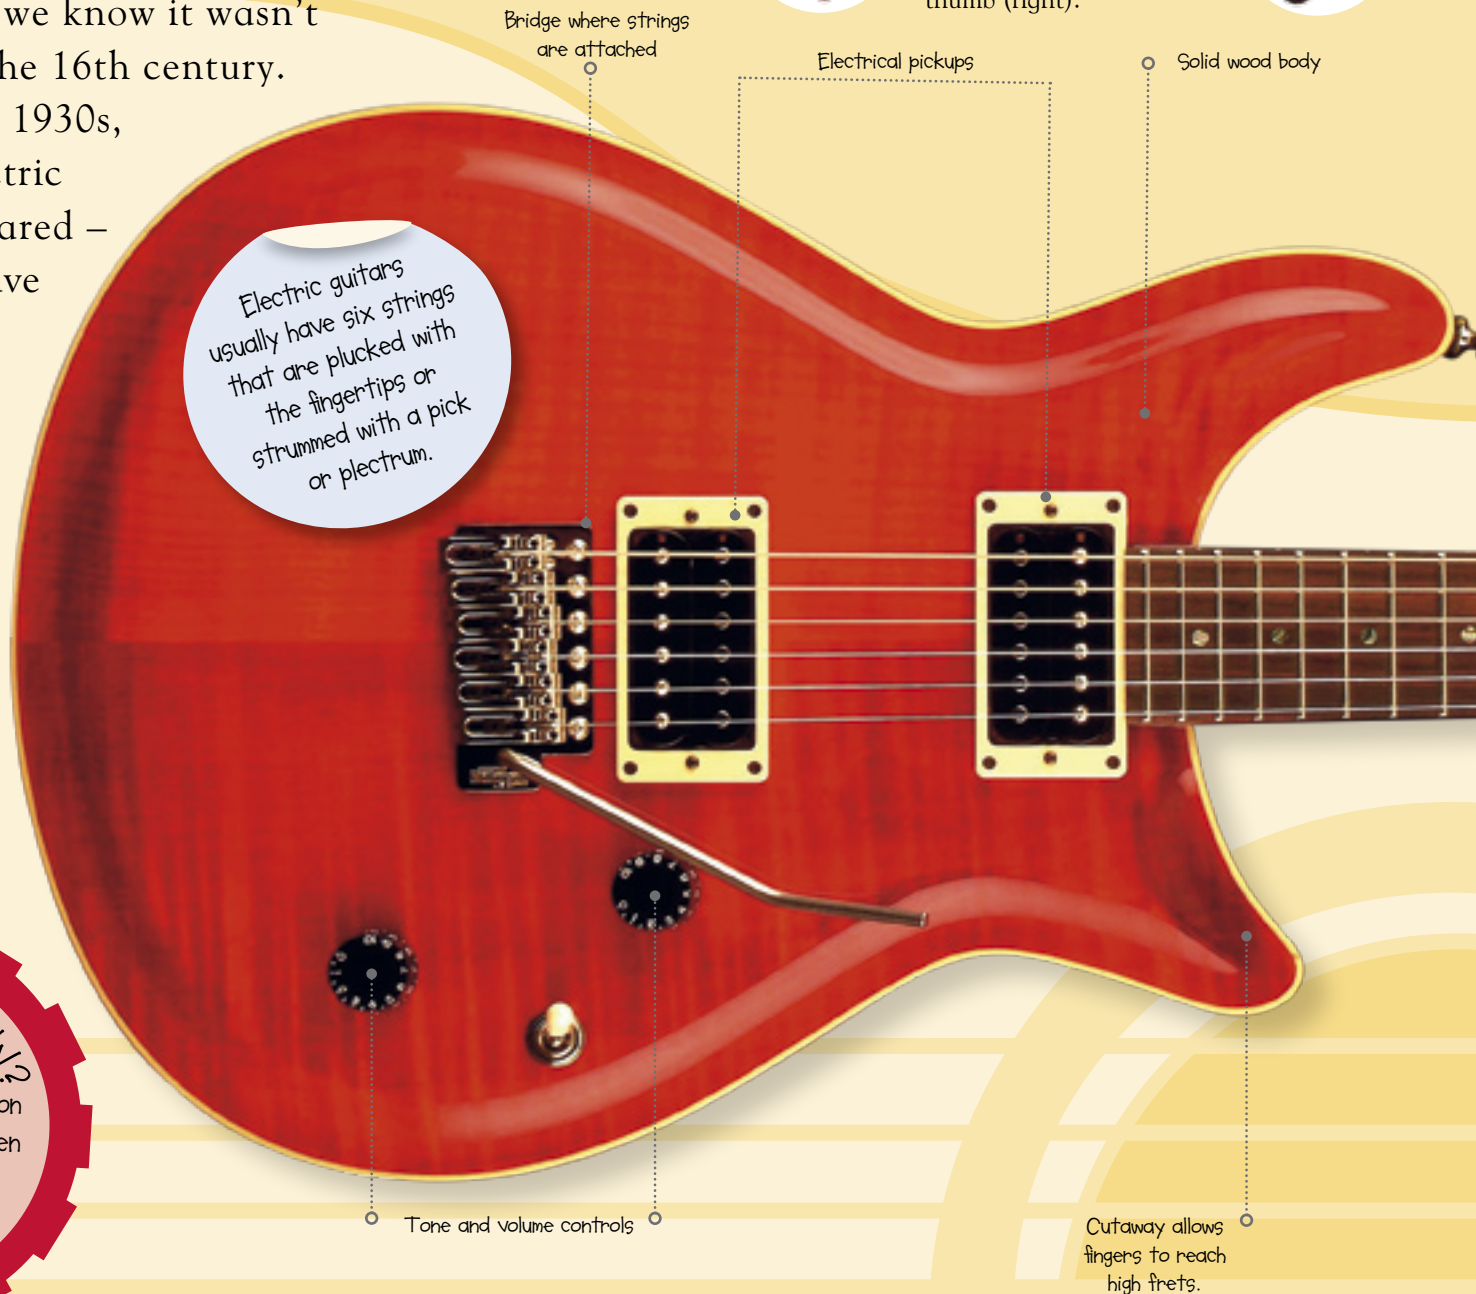 we know it wasn't
he 16th century.
1930s,
tric
ared –
ve
thumb (right).
Bridge where strings
are attached
Electrical pickups
Solid wood body
Electric guitars
usually have six strings
that are plucked with
the fingertips or
strummed with a pick
or plectrum.
W?
on
en
Tone and volume controls
Cutaway allows
fingers to reach
high frets.